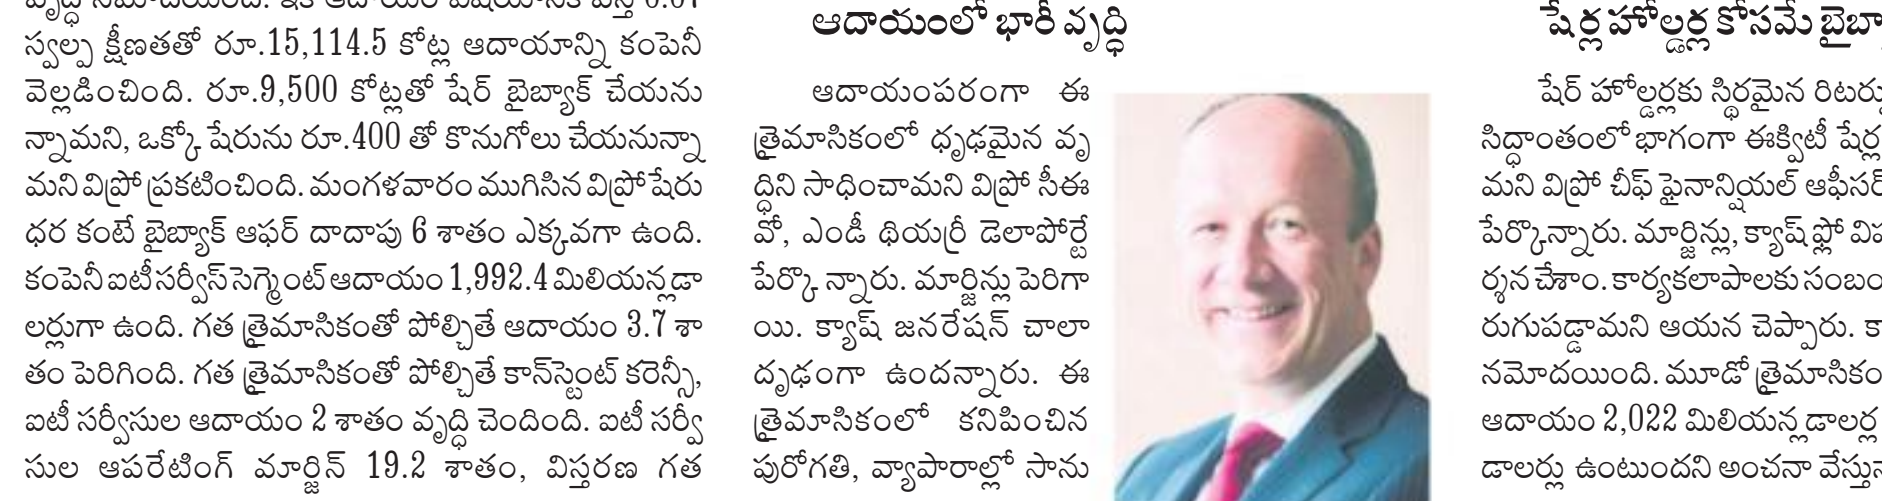 స్వల్ప క్షీణతతో రూ.15,114.5 కోట్ల ఆదాయాన్ని కంపెనీ
వెల్లడించింది. రూ.9,500 కోట్లతో షేర్ బైబ్యాక్ చేయను
న్నామని, ఒక్కో షేరును రూ.400 తో కొనుగోలు చేయనున్నా
మని విప్రో ప్రకటించింది. మంగళవారం ముగిసిన విప్రో షేరు
ధర కంటే బైబ్యాక్ ఆఫర్ దాదాపు 6 శాతం ఎక్కవగా ఉంది.
కంపెనీ ఐటీ సర్వీస్ సెగ్మెంట్ ఆదాయం 1,992.4 మిలియన్ల డా
లర్లుగా ఉంది. గత త్రైమాసికంతో పోల్చితే ఆదాయం 3.7 శా
తం పెరిగింది. గత త్రైమాసికంతో పోల్చితే కాన్‌స్టెంట్ కరెన్సీ,
ఐటీ సర్వీసుల ఆదాయం 2 శాతం వృద్ధి చెందింది. ఐటీ సర్వీ
సుల ఆపరేటింగ్ మార్జిన్ 19.2 శాతం, విస్తరణ గత
ఆదాయంలో భారీ వృద్ధి
ఆదాయంపరంగా ఈ
త్రైమాసికంలో ధృఢమైన వృ
ద్ధిని సాధించామని విప్రో సీఈ
వో, ఎండీ థియర్రీ డెలాపోర్టే
పేర్కొ న్నారు. మార్జిన్లు పెరిగా
యి. క్యాష్ జనరేషన్ చాలా
దృఢంగా ఉందన్నారు. ఈ
త్రైమాసికంలో కనిపించిన
పురోగతి, వ్యాపారాల్లో సాను
షేర్ల హోల్డర్ల కోసమే
షేర్ హోల్డర్లకు స్థిరమైన
సిద్ధాంతంలో భాగంగా ఈక్విటీ షేర్ల
మని విప్రో చీఫ్ ఫైనాన్షియల్
పేర్కొన్నారు. మార్జిన్లు, క్యాష్ ఫ్లో
ర్శన చేశాం. కార్యకలాపాలకు
రుగుపడ్డామని ఆయన చెప్పారు.
నమోదయింది. మూడో
ఆదాయం 2,022 మిలియన్ల డాలర్ల
డాలర్లు ఉంటుందని అంచనా